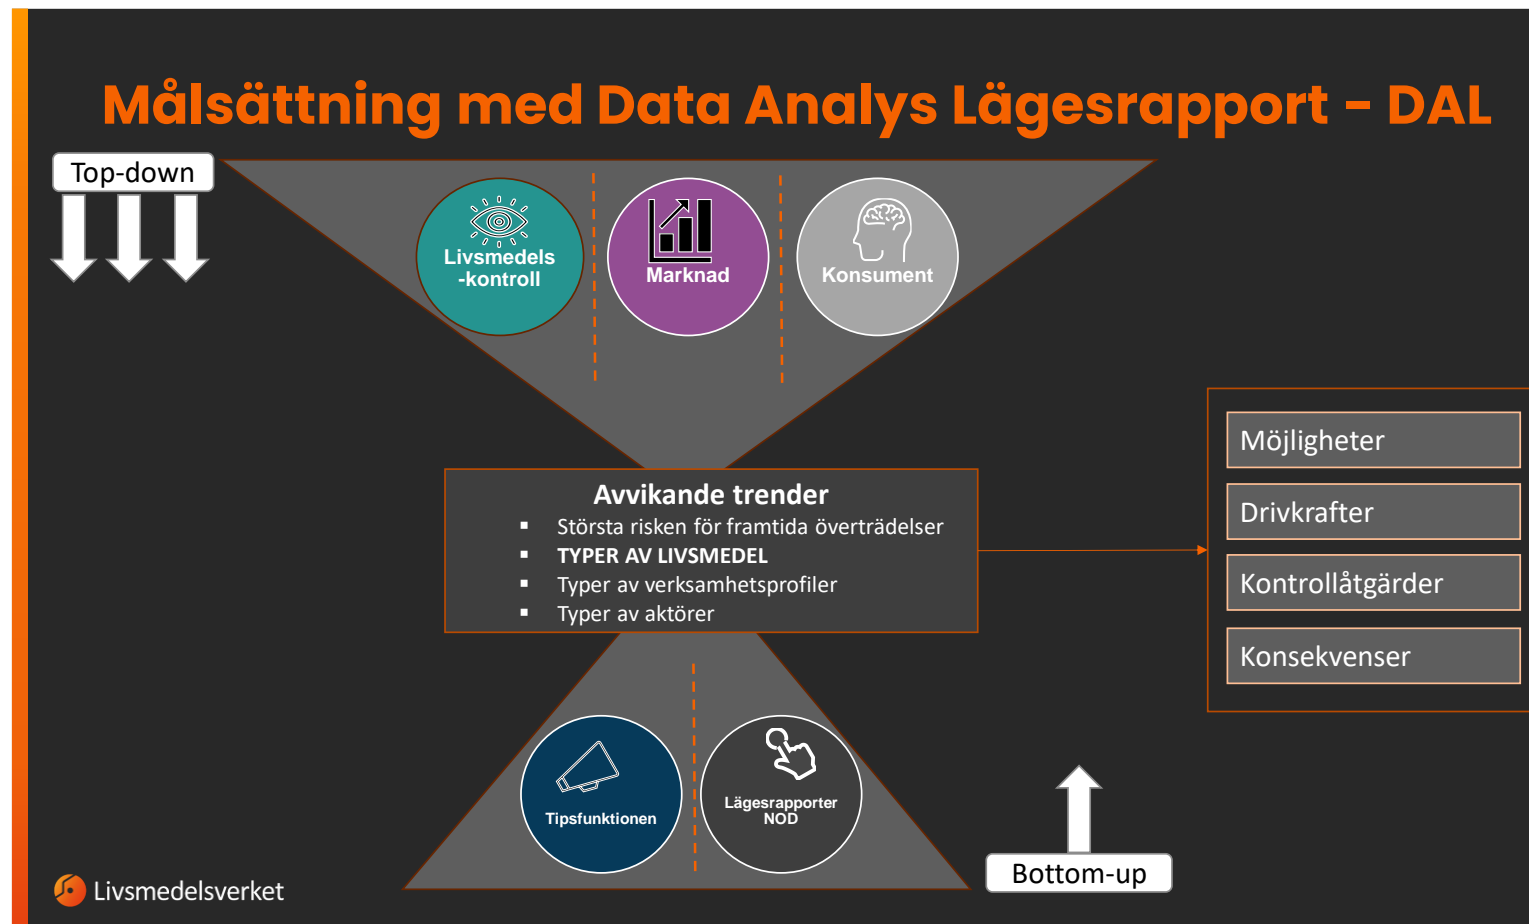 Målsättning med Data Analys Lägesrapport - DAL
Top-down
Livsmedels
-kontroll
Marknad
Konsument
Avvikande trender
▪ Största risken för framtida överträdelser
▪ TYPER AV LIVSMEDEL
▪ Typer av verksamhetsprofiler
▪ Typer av aktörer
Möjligheter
Drivkrafter
Kontrollåtgärder
Konsekvenser
Tipsfunktionen
Lägesrapporter
NOD
Bottom-up
Livsmedelsverket